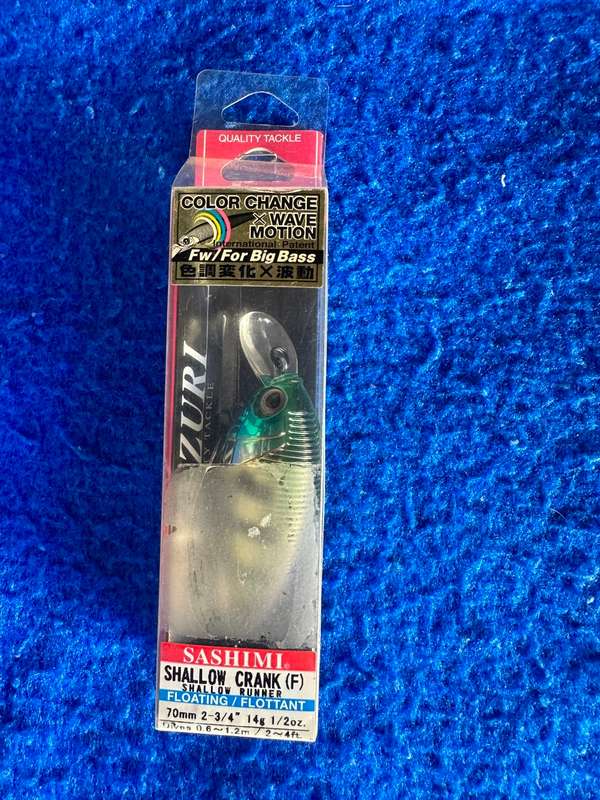 QUALITY TACKLE
COLOR CHANGE
× WAVE
MOTION
International Patent
Fw/For Big Bass
色調変化×波動
ZURI
TACKLE
SASHIMI®
SHALLOW CRANK (F)
SHALLOW RUNNER
FLOATING / FLOTTANT
70mm 2-3/4" 14g 1/2oz.
Dives 0.6~1.2m / 2~4ft.